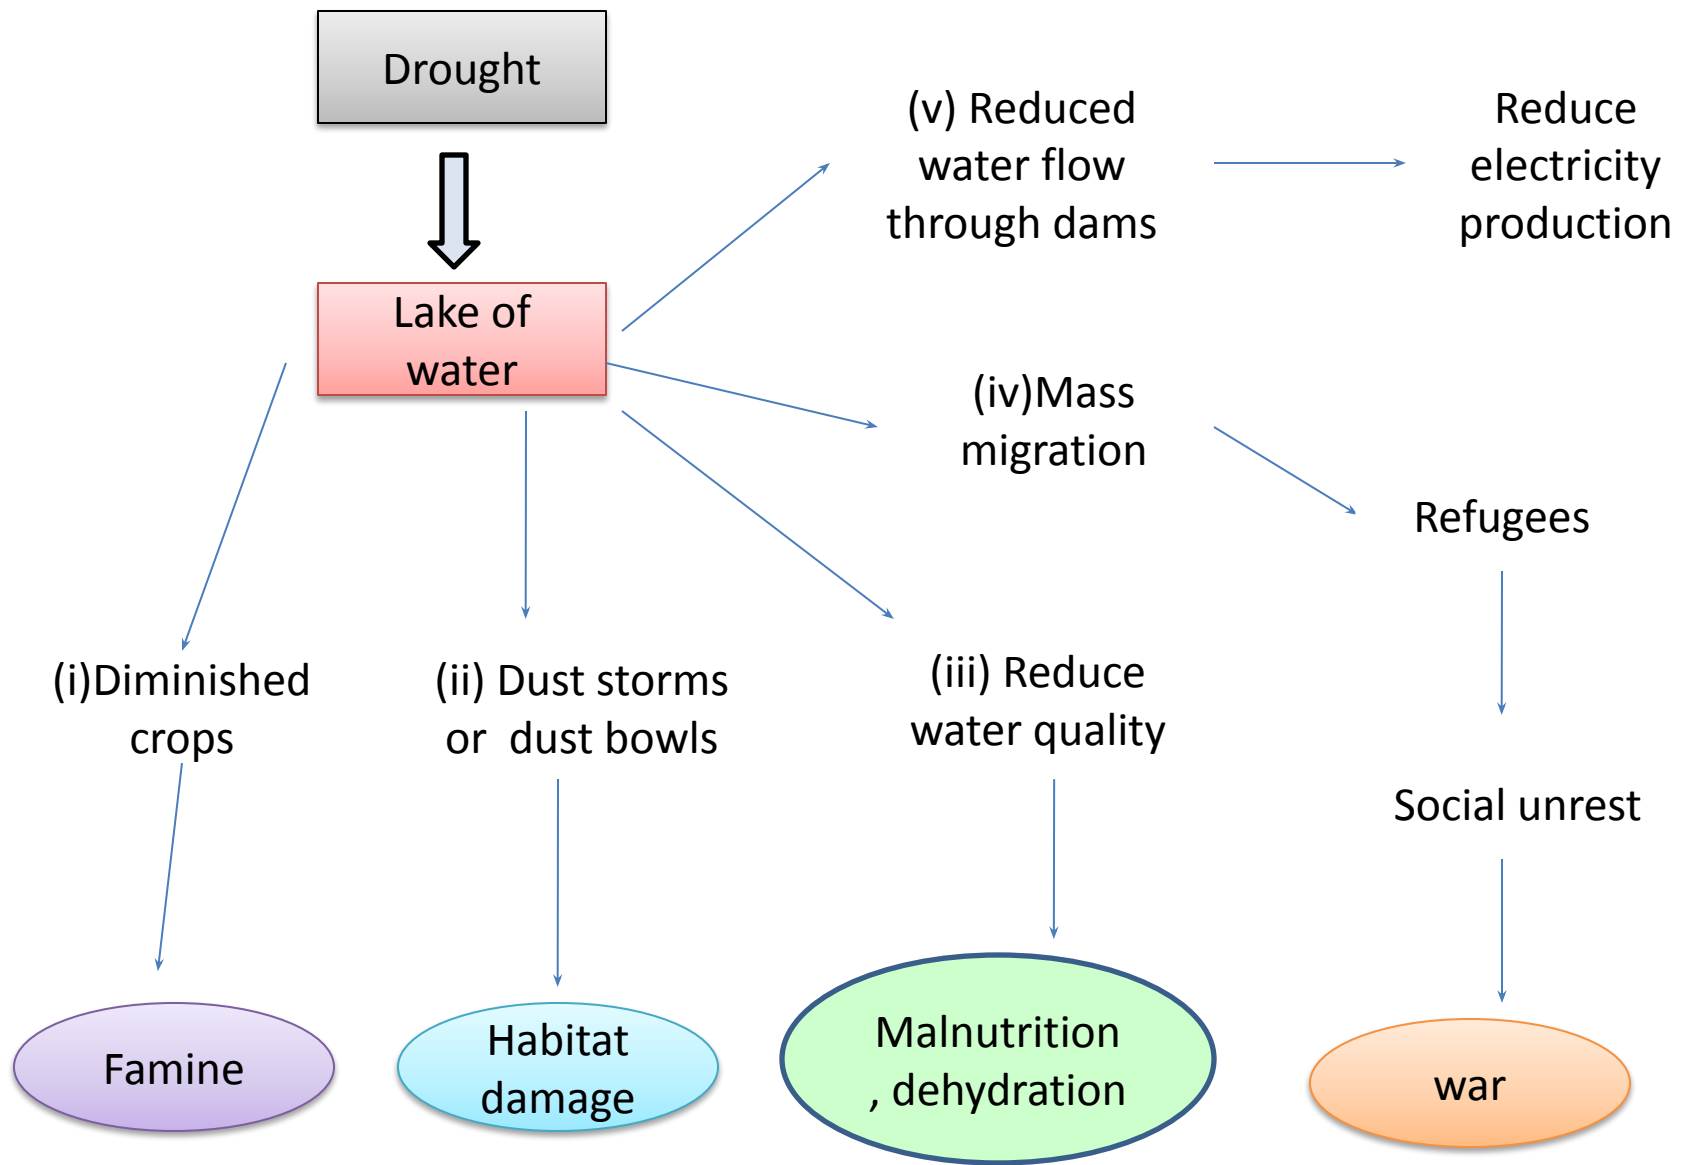 Drought
Lake of
water
(v) Reduced
water flow
through dams
Reduce
electricity
production
(iv)Mass
migration
Refugees
(i)Diminished
crops
(ii) Dust storms
or  dust bowls
(iii) Reduce
water quality
Social unrest
Famine
Habitat
damage
Malnutrition
, dehydration
war